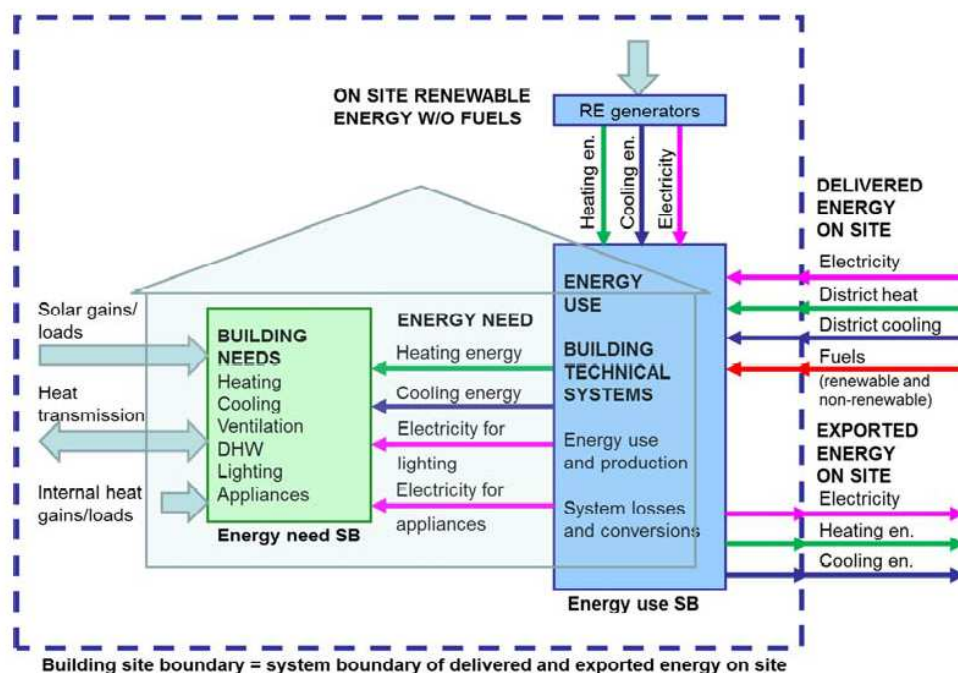 ON SITE RENEWABLE
ENERGY W/O FUELS
RE generators
Heating en.
Cooling en.
Electricity
DELIVERED
ENERGY
ON SITE
Electricity
District heat
District cooling
Fuels
(renewable and
non-renewable)
EXPORTED
ENERGY
ON SITE
Electricity
Heating en.
Cooling en.
Solar gains/
loads
Heat
transmission
Internal heat
gains/loads
BUILDING
NEEDS
Heating
Cooling
Ventilation
DHW
Lighting
Appliances
Energy need SB
ENERGY NEED
Heating energy
Cooling energy
Electricity for
lighting
Electricity for
appliances
ENERGY
USE
BUILDING
TECHNICAL
SYSTEMS
Energy use
and production
System losses
and conversions
Energy use SB
Building site boundary = system boundary of delivered and exported energy on site